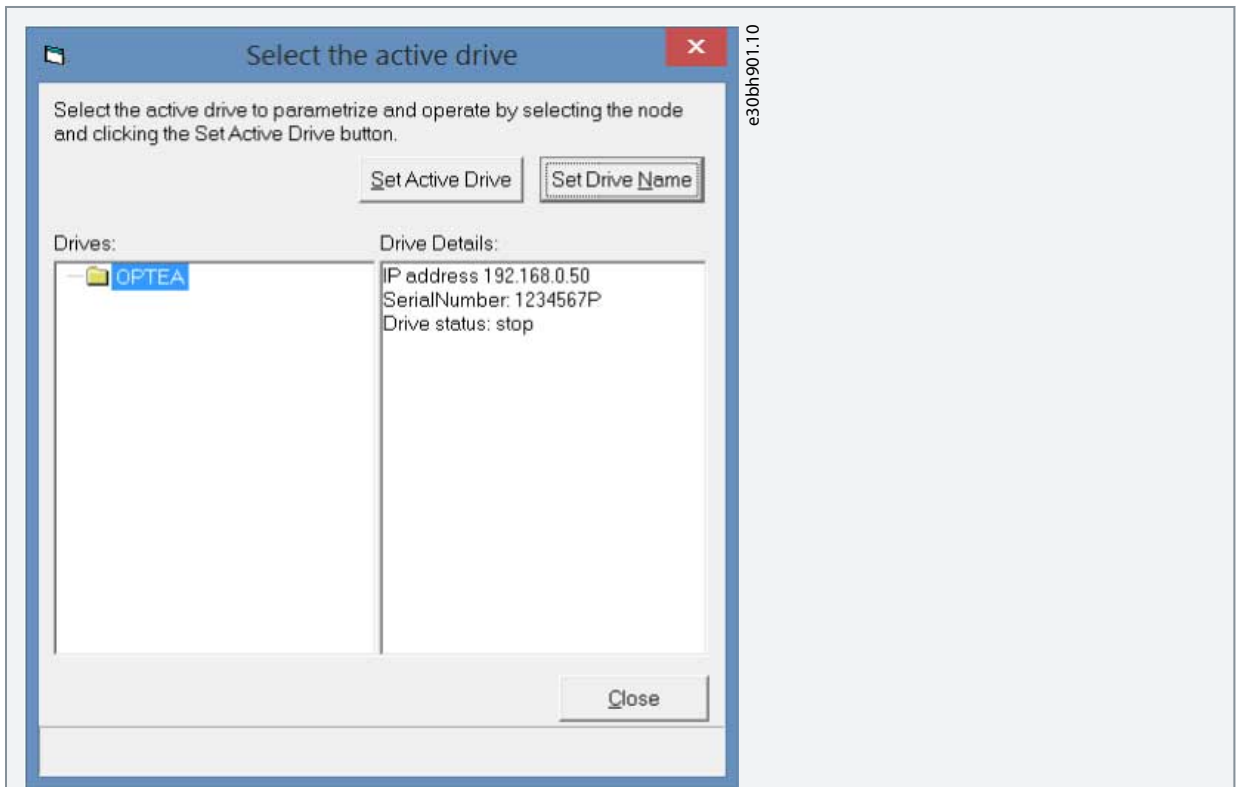 Select the active drive
e30bh901.10
Select the active drive to parametrize and operate by selecting the node
and clicking the Set Active Drive button.
Set Active Drive
Set Drive Name
Drives:
Drive Details:
OPTEA
IP address 192.168.0.50
SerialNumber: 1234567P
Drive status: stop
Close